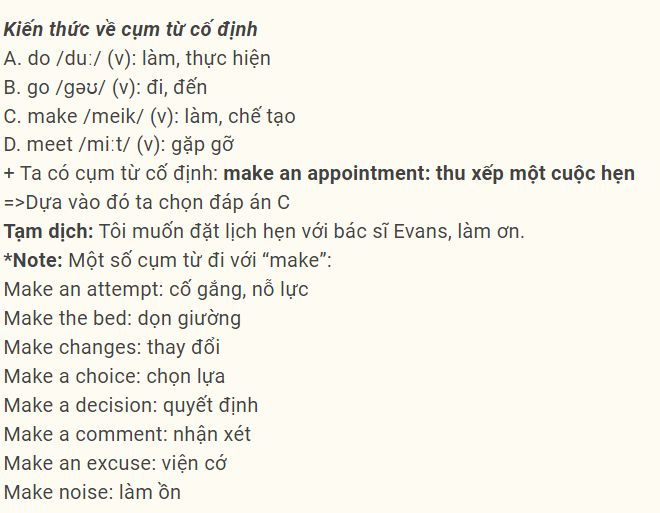 Kiến thức về cụm từ cố định
A. do /duː/ (v): làm, thực hiện
B. go /ɡəʊ/ (v): đi, đến
C. make /meik/ (v): làm, chế tạo
D. meet /miːt/ (v): gặp gỡ
+ Ta có cụm từ cố định: make an appointment: thu xếp một cuộc hẹn
=>Dựa vào đó ta chọn đáp án C
Tạm dịch: Tôi muốn đặt lịch hẹn với bác sĩ Evans, làm ơn.
*Note: Một số cụm từ đi với “make”:
Make an attempt: cố gắng, nỗ lực
Make the bed: dọn giường
Make changes: thay đổi
Make a choice: chọn lựa
Make a decision: quyết định
Make a comment: nhận xét
Make an excuse: viện cớ
Make noise: làm ồn